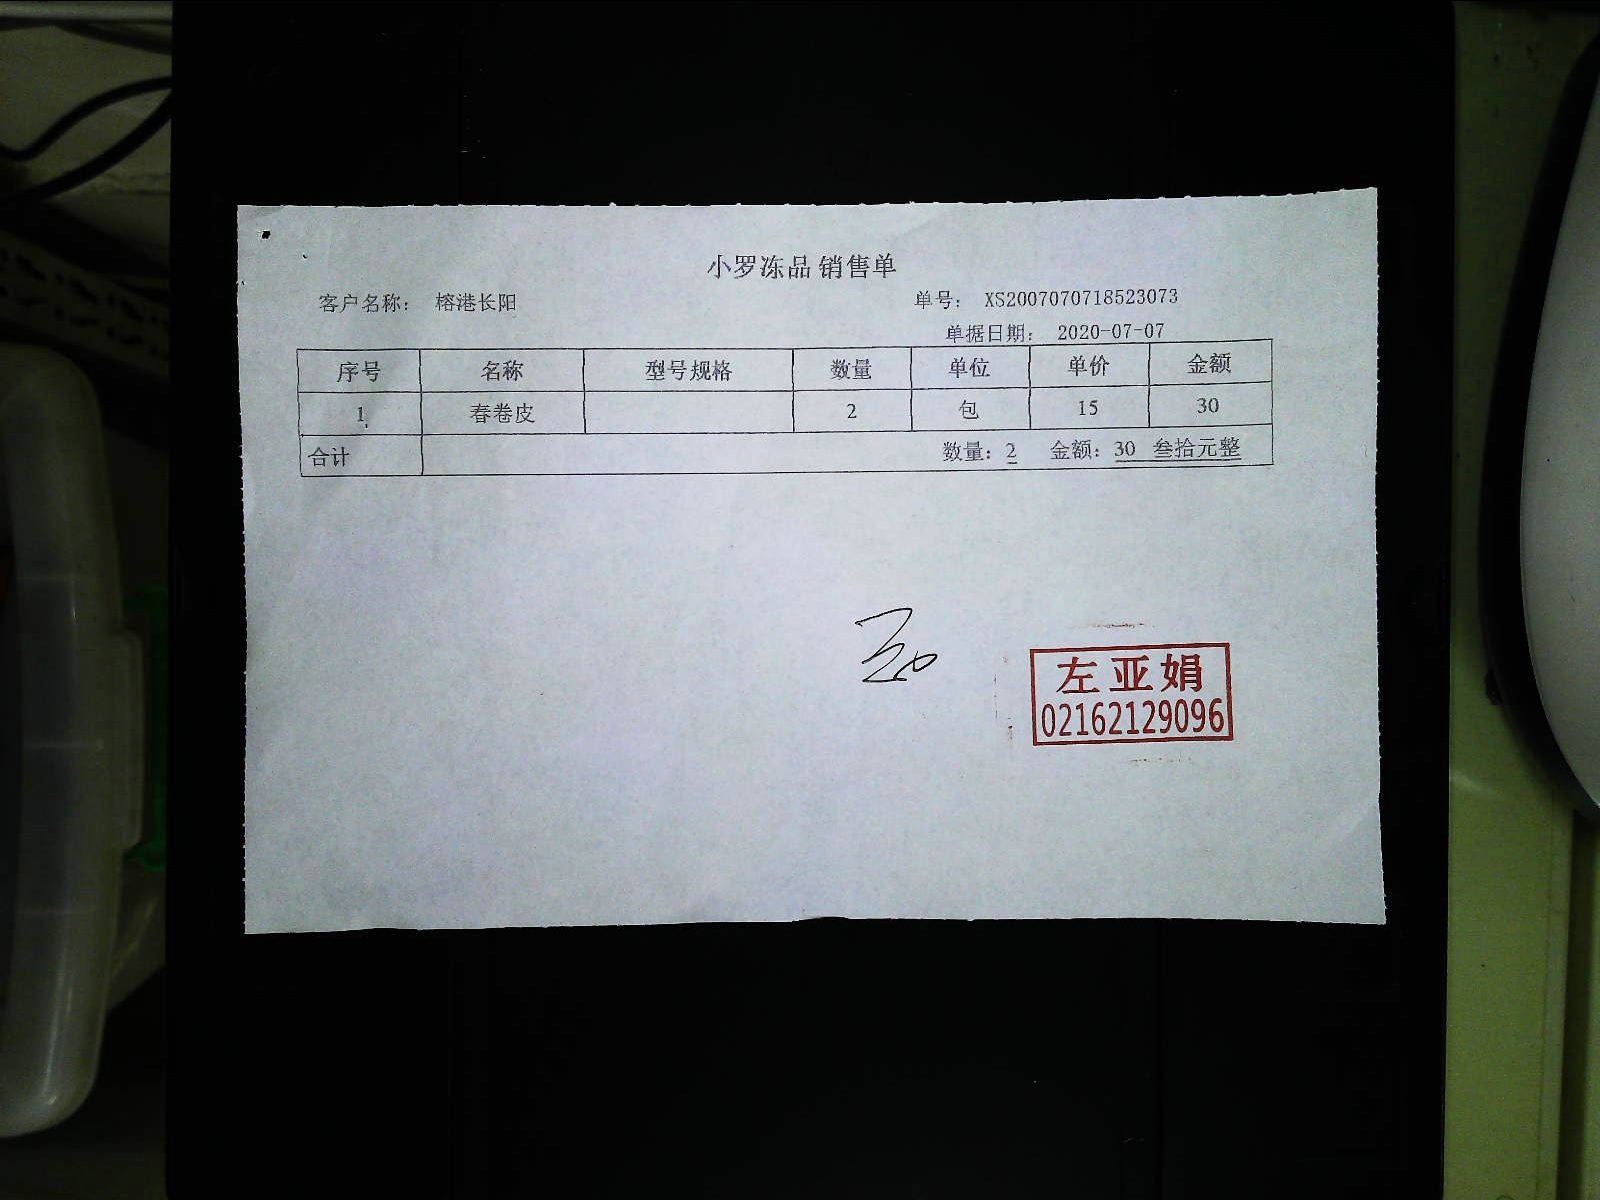 小罗冻品 销售单
客户名称： 榕港长阳 单号： XS2007070718523073
单据日期： 2020-07-07
序号 名称 型号规格 数量 单位 单价 金额
1 春卷皮 2 包 15 30
合计 数量：2 金额：30 叁拾元整
左亚娟
02162129096